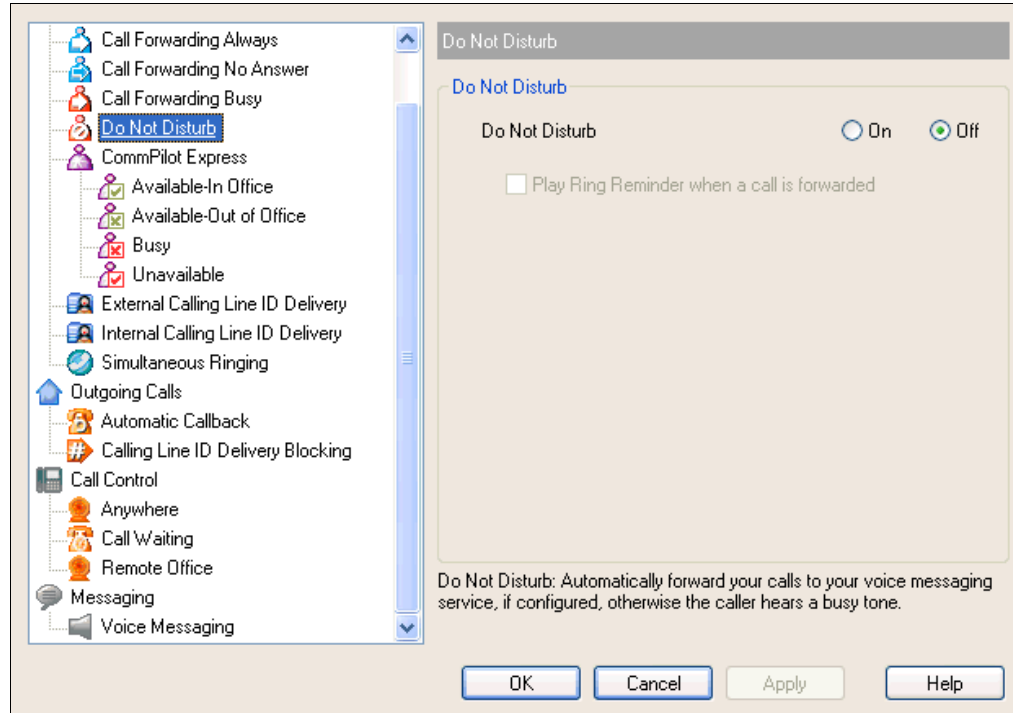 Call Forwarding Always
Call Forwarding No Answer
Call Forwarding Busy
Do Not Disturb
CommPilot Express
Available-In Office
Available-Out of Office
Busy
Unavailable
External Calling Line ID Delivery
Internal Calling Line ID Delivery
Simultaneous Ringing
Outgoing Calls
Automatic Callback
Calling Line ID Delivery Blocking
Call Control
Anywhere
Call Waiting
Remote Office
Messaging
Voice Messaging
Do Not Disturb
Do Not Disturb
Do Not Disturb On Off
Play Ring Reminder when a call is forwarded
Do Not Disturb: Automatically forward your calls to your voice messaging
service, if configured, otherwise the caller hears a busy tone.
OK Cancel Apply Help